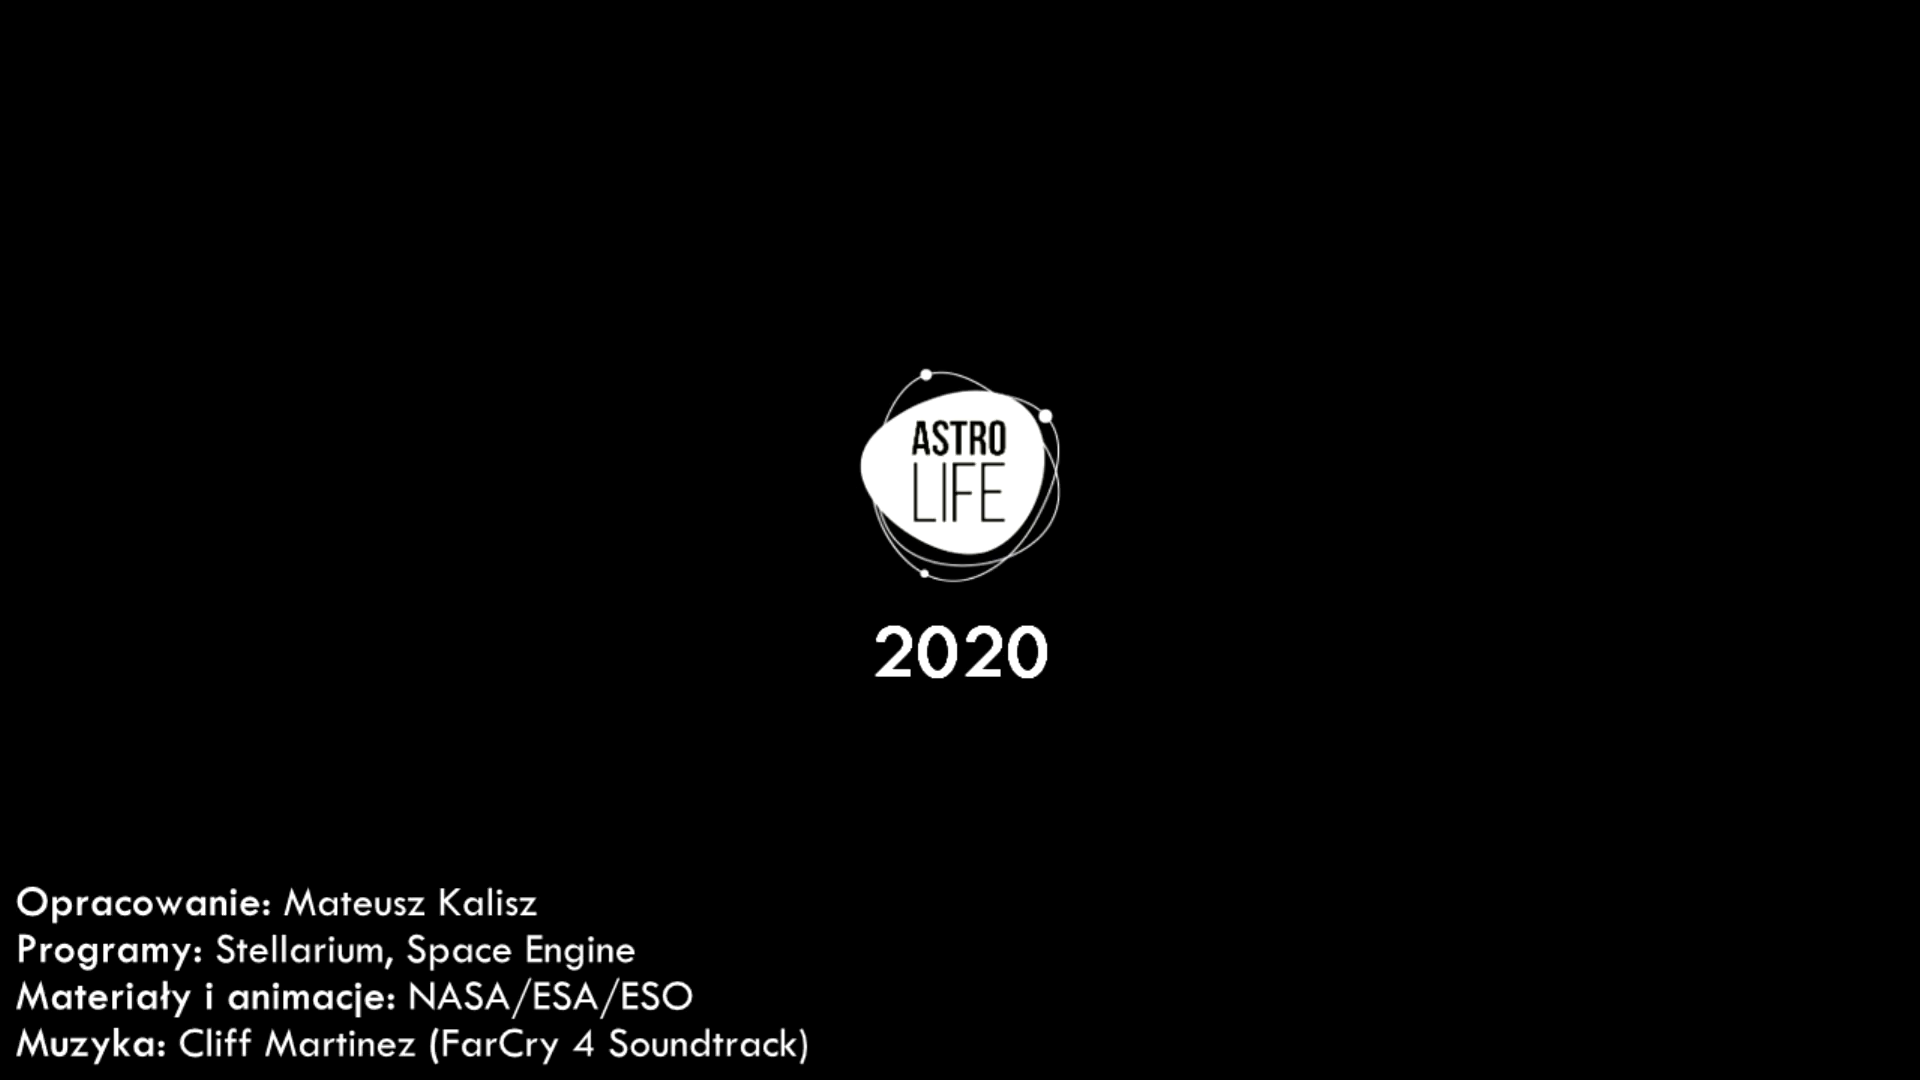 ASTRO
LIFE
2020
Opracowanie: Mateusz Kalisz
Programy: Stellarium, Space Engine
Materiały i animacje: NASA/ESA/ESO
Muzyka: Cliff Martinez (FarCry 4 Soundtrack)